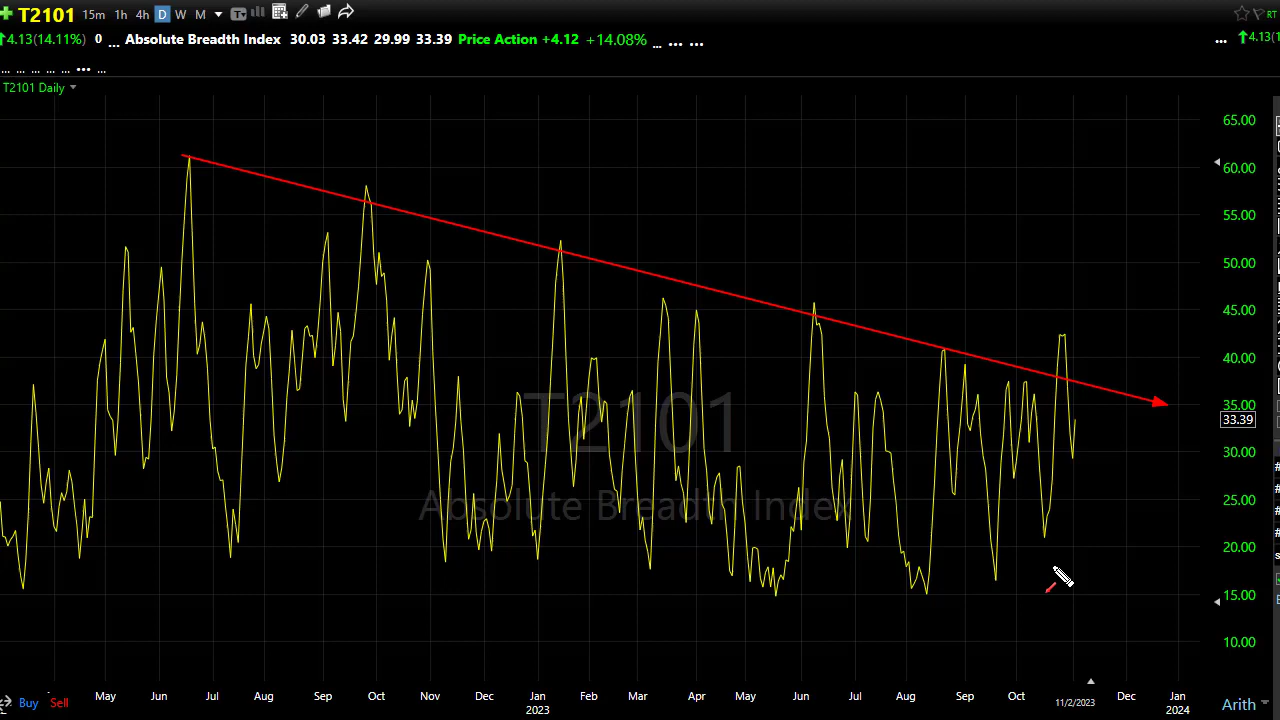 T2101 15m 1h 4h D W M RT
4.13(14.11%) 0 ... Absolute Breadth Index 30.03 33.42 29.99 33.39 Price Action +4.12 +14.08% ... ... ... ... 4.13(1
... ... ... ... ... ... ...
T2101 Daily
65.00
60.00
55.00
50.00
45.00
40.00
35.00
33.39
30.00
25.00
20.00
15.00
10.00
T2101
Absolute Breadth Index
May Jun Jul Aug Sep Oct Nov Dec Jan Feb Mar Apr May Jun Jul Aug Sep Oct 11/2/2023 Dec Jan
2023 2024
Buy Sell Arith